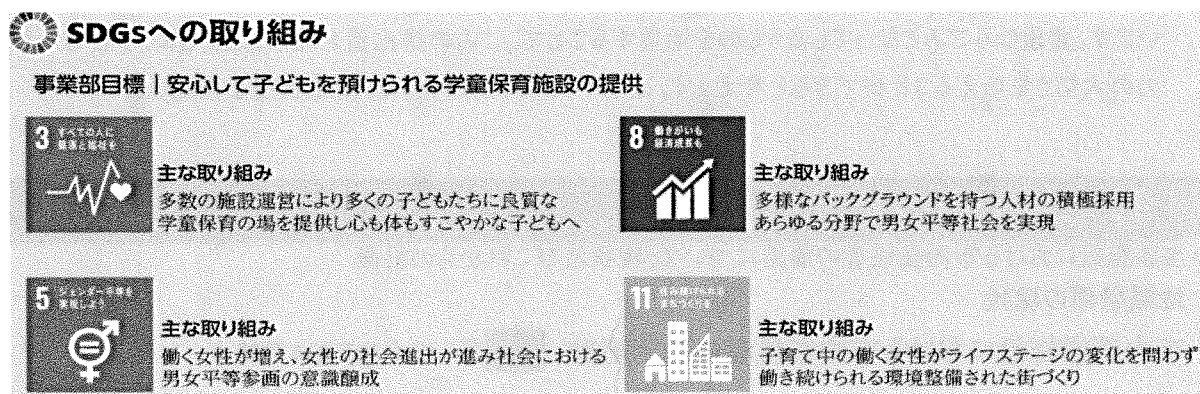 SDGsへの取り組み
事業部目標|安心して子どもを預けられる学童保育施設の提供
3 すべての人に
健康と福祉を
主な取り組み
多数の施設運営により多くの子どもたちに良質な
学童保育の場を提供し心も体もすこやかな子どもへ
8 働きがいも
経済成長も
主な取り組み
多様なバックグラウンドを持つ人材の積極採用
あらゆる分野で男女平等社会を実現
5 ジェンダー平等を
実現しよう
主な取り組み
働く女性が増え、女性の社会進出が進み社会における
男女平等参画の意識醸成
11 住み続けられる
まちづくりを
主な取り組み
子育て中の働く女性がライフステージの変化を問わず
働き続けられる環境整備された街づくり